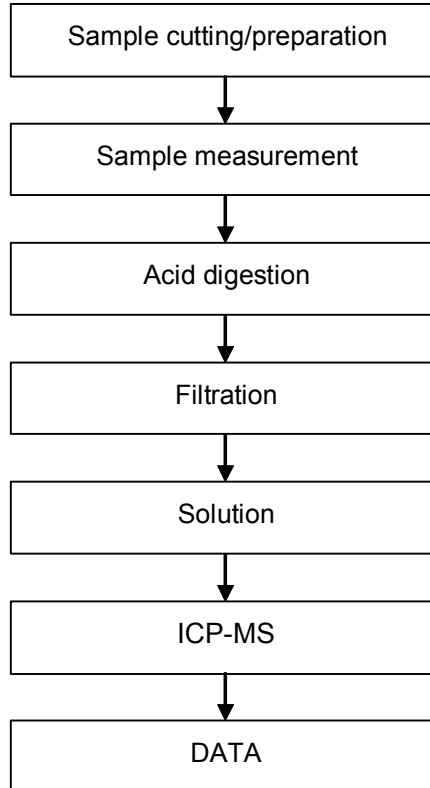 Sample cutting/preparation
Sample measurement
Acid digestion
Filtration
Solution
ICP-MS
DATA